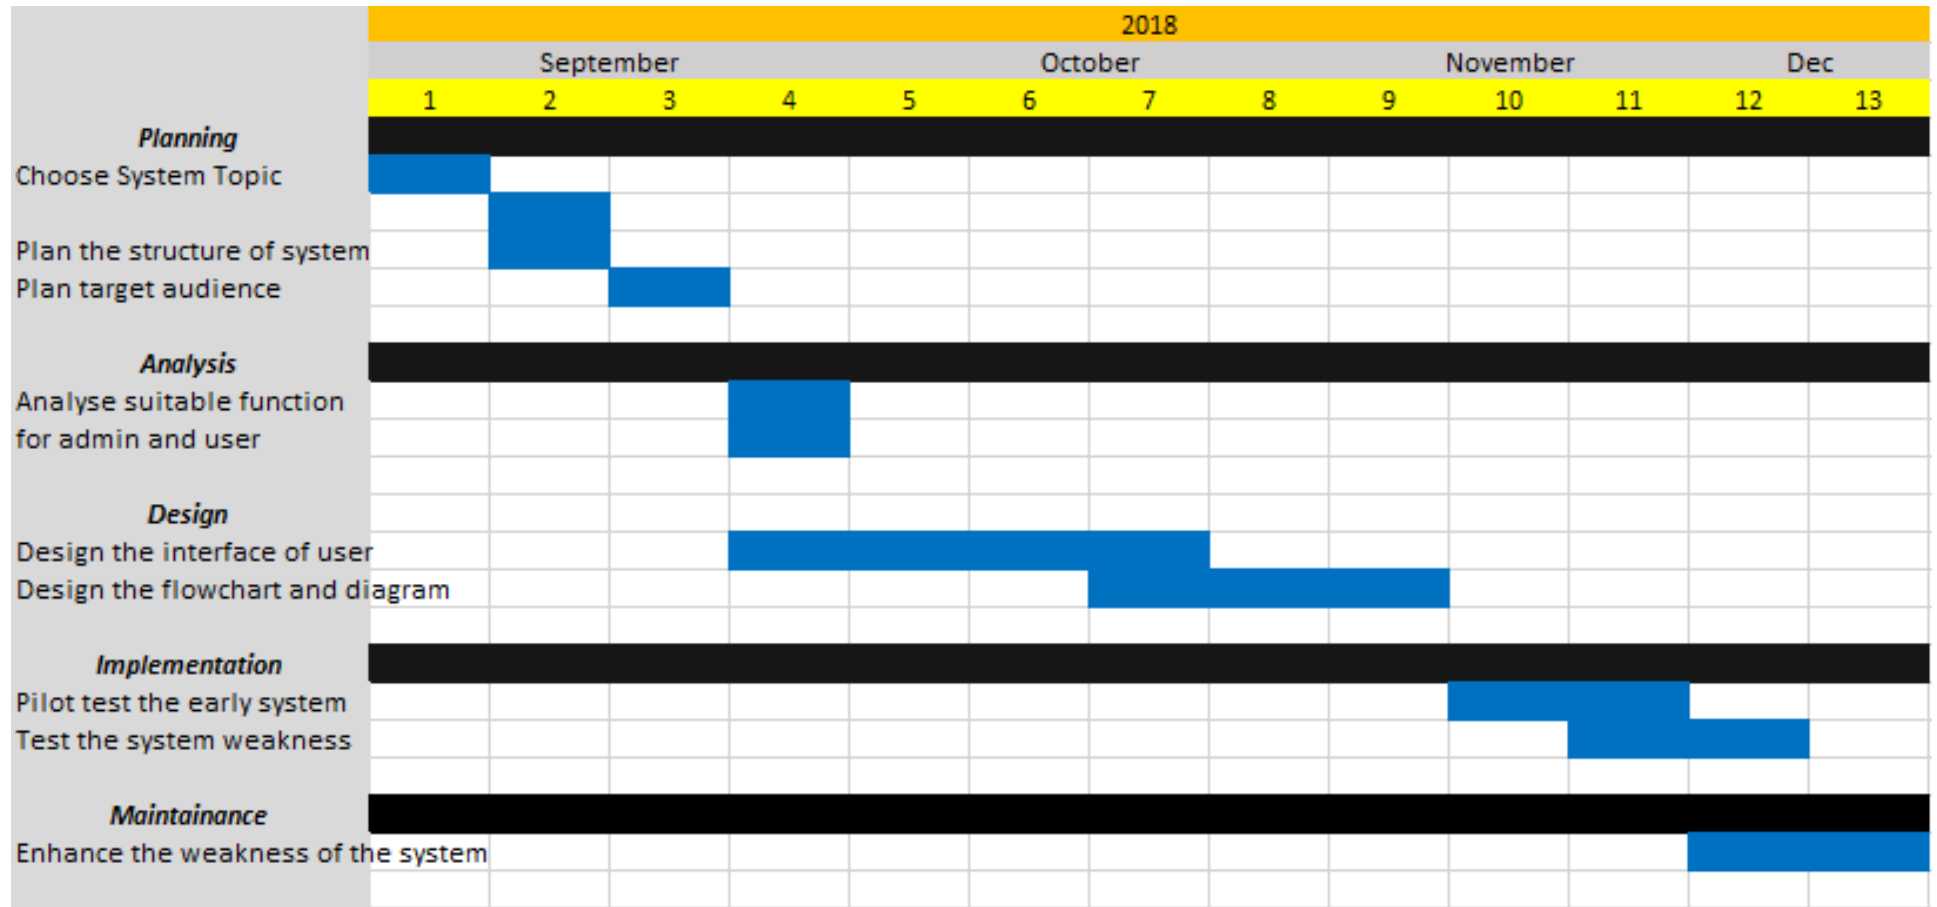 2018
September October November Dec
1 2 3 4 5 6 7 8 9 10 11 12 13
Planning
Choose System Topic
Plan the structure of system
Plan target audience
Analysis
Analyse suitable function
for admin and user
Design
Design the interface of user
Design the flowchart and diagram
Implementation
Pilot test the early system
Test the system weakness
Maintainance
Enhance the weakness of the system